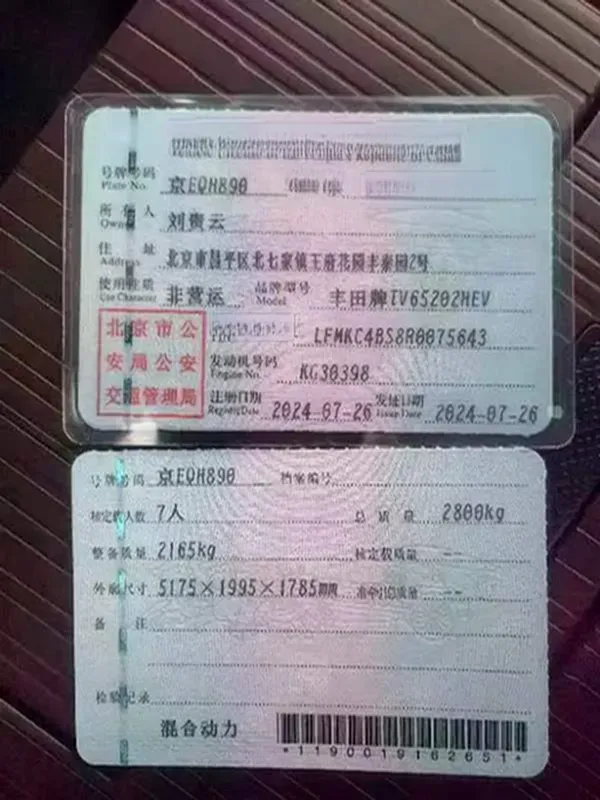 号牌号码 京EQH890
Plate No.
所有人 刘贵云
Owner
住址 北京市昌平区北七家镇王府花园丰泰园2号
Address
使用性质 非营运 品牌型号 丰田牌TV65202HEV
Use Character Model
北京市公
安局公安
交通管理局
LFMKC4BS8R0075643
发动机号码 KG30398
Engine No.
注册日期 2024-07-26 发证日期 2024-07-26
Register Date Issue Date
号牌号码 京EQH890 档案编号
核定载人数 7人 总质量 2800kg
整备质量 2165kg 核定载质量 --
外廓尺寸 5175×1995×1785 质量 --
备注
检验记录
混合动力
*1190019162651*